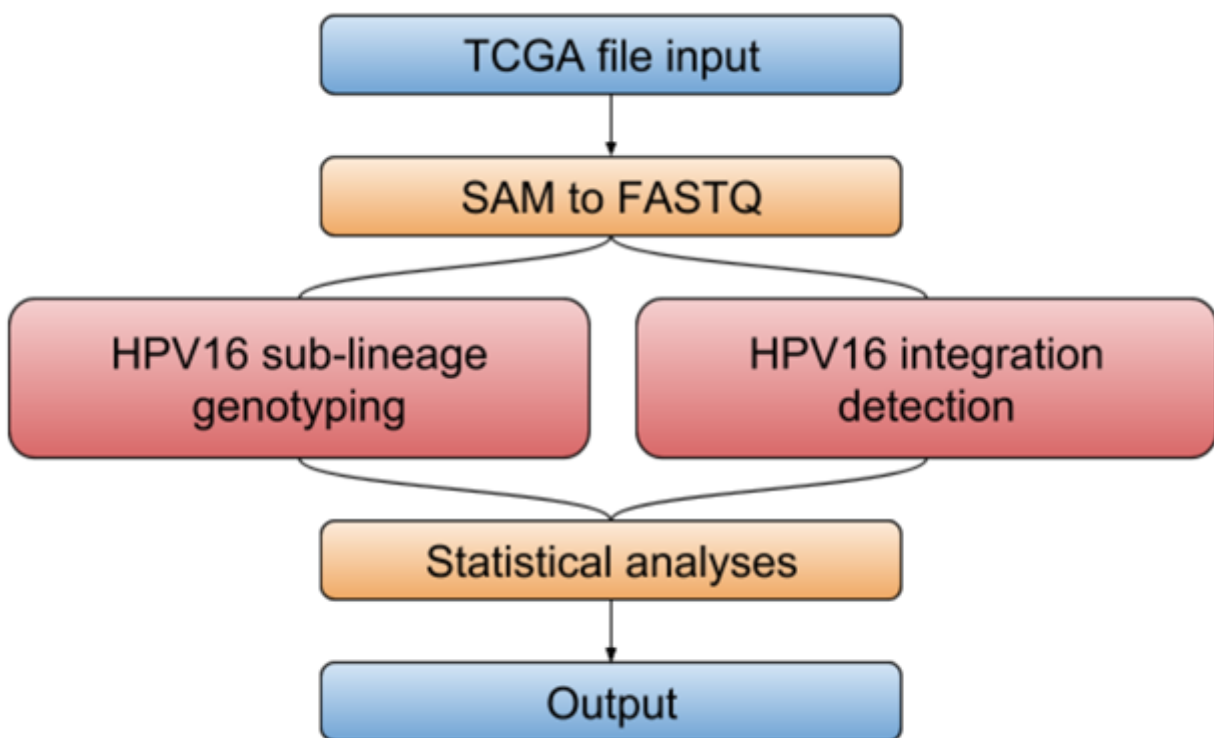 TCGA file input
SAM to FASTQ
HPV16 sub-lineage
genotyping
HPV16 integration
detection
Statistical analyses
Output